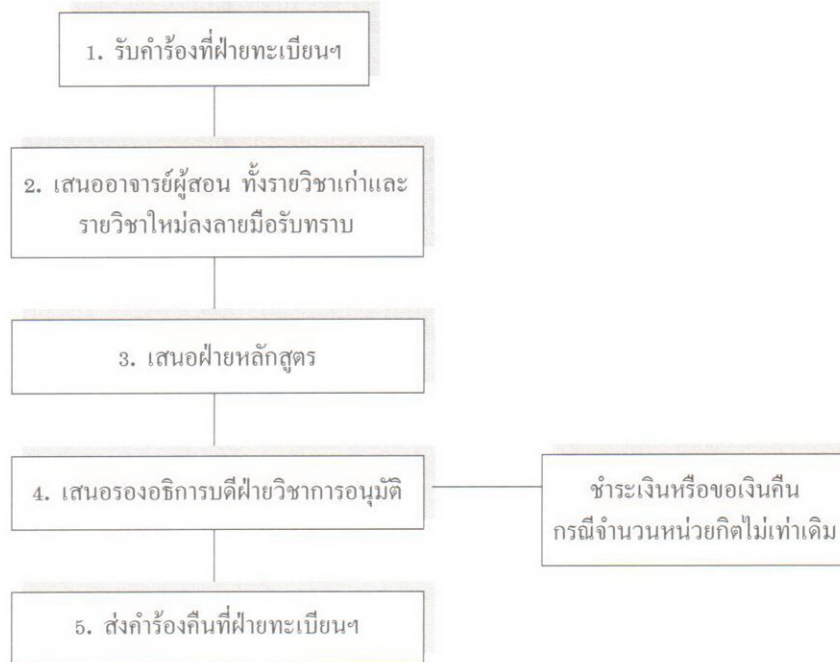 1. รับคำร้องที่ฝ่ายทะเบียนฯ
2. เสนออาจารย์ผู้สอน ทั้งรายวิชาเก่าและ
รายวิชาใหม่ลงลายมือรับทราบ
3. เสนอฝ่ายหลักสูตร
4. เสนอรองอธิการบดีฝ่ายวิชาการอนุมัติ
ชำระเงินหรือขอเงินคืน
กรณีจำนวนหน่วยกิตไม่เท่าเดิม
5. ส่งคำร้องคืนที่ฝ่ายทะเบียนฯ